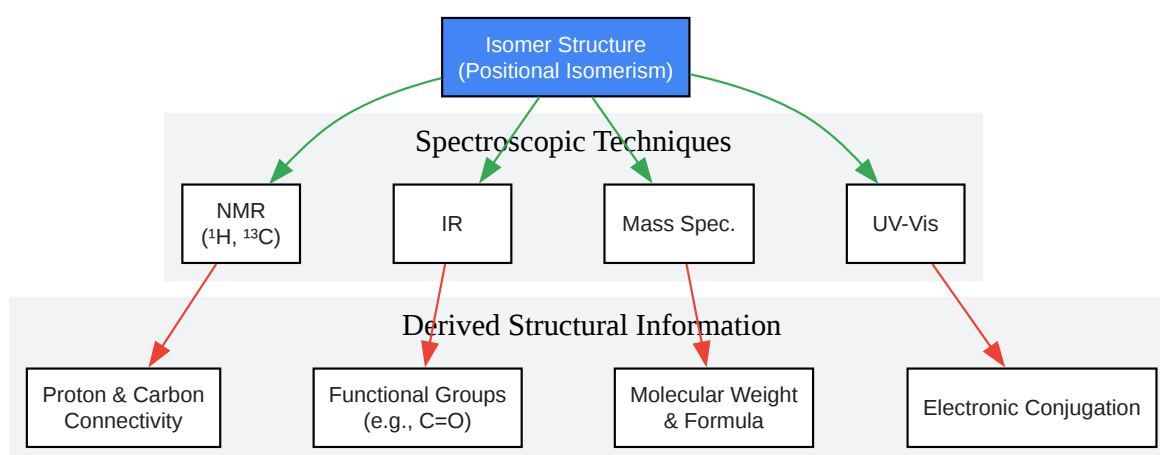 Isomer Structure
(Positional Isomerism)
Spectroscopic Techniques
NMR
(¹H, ¹³C)
IR
Mass Spec.
UV-Vis
Derived Structural Information
Proton & Carbon
Connectivity
Functional Groups
(e.g., C=O)
Molecular Weight
& Formula
Electronic Conjugation